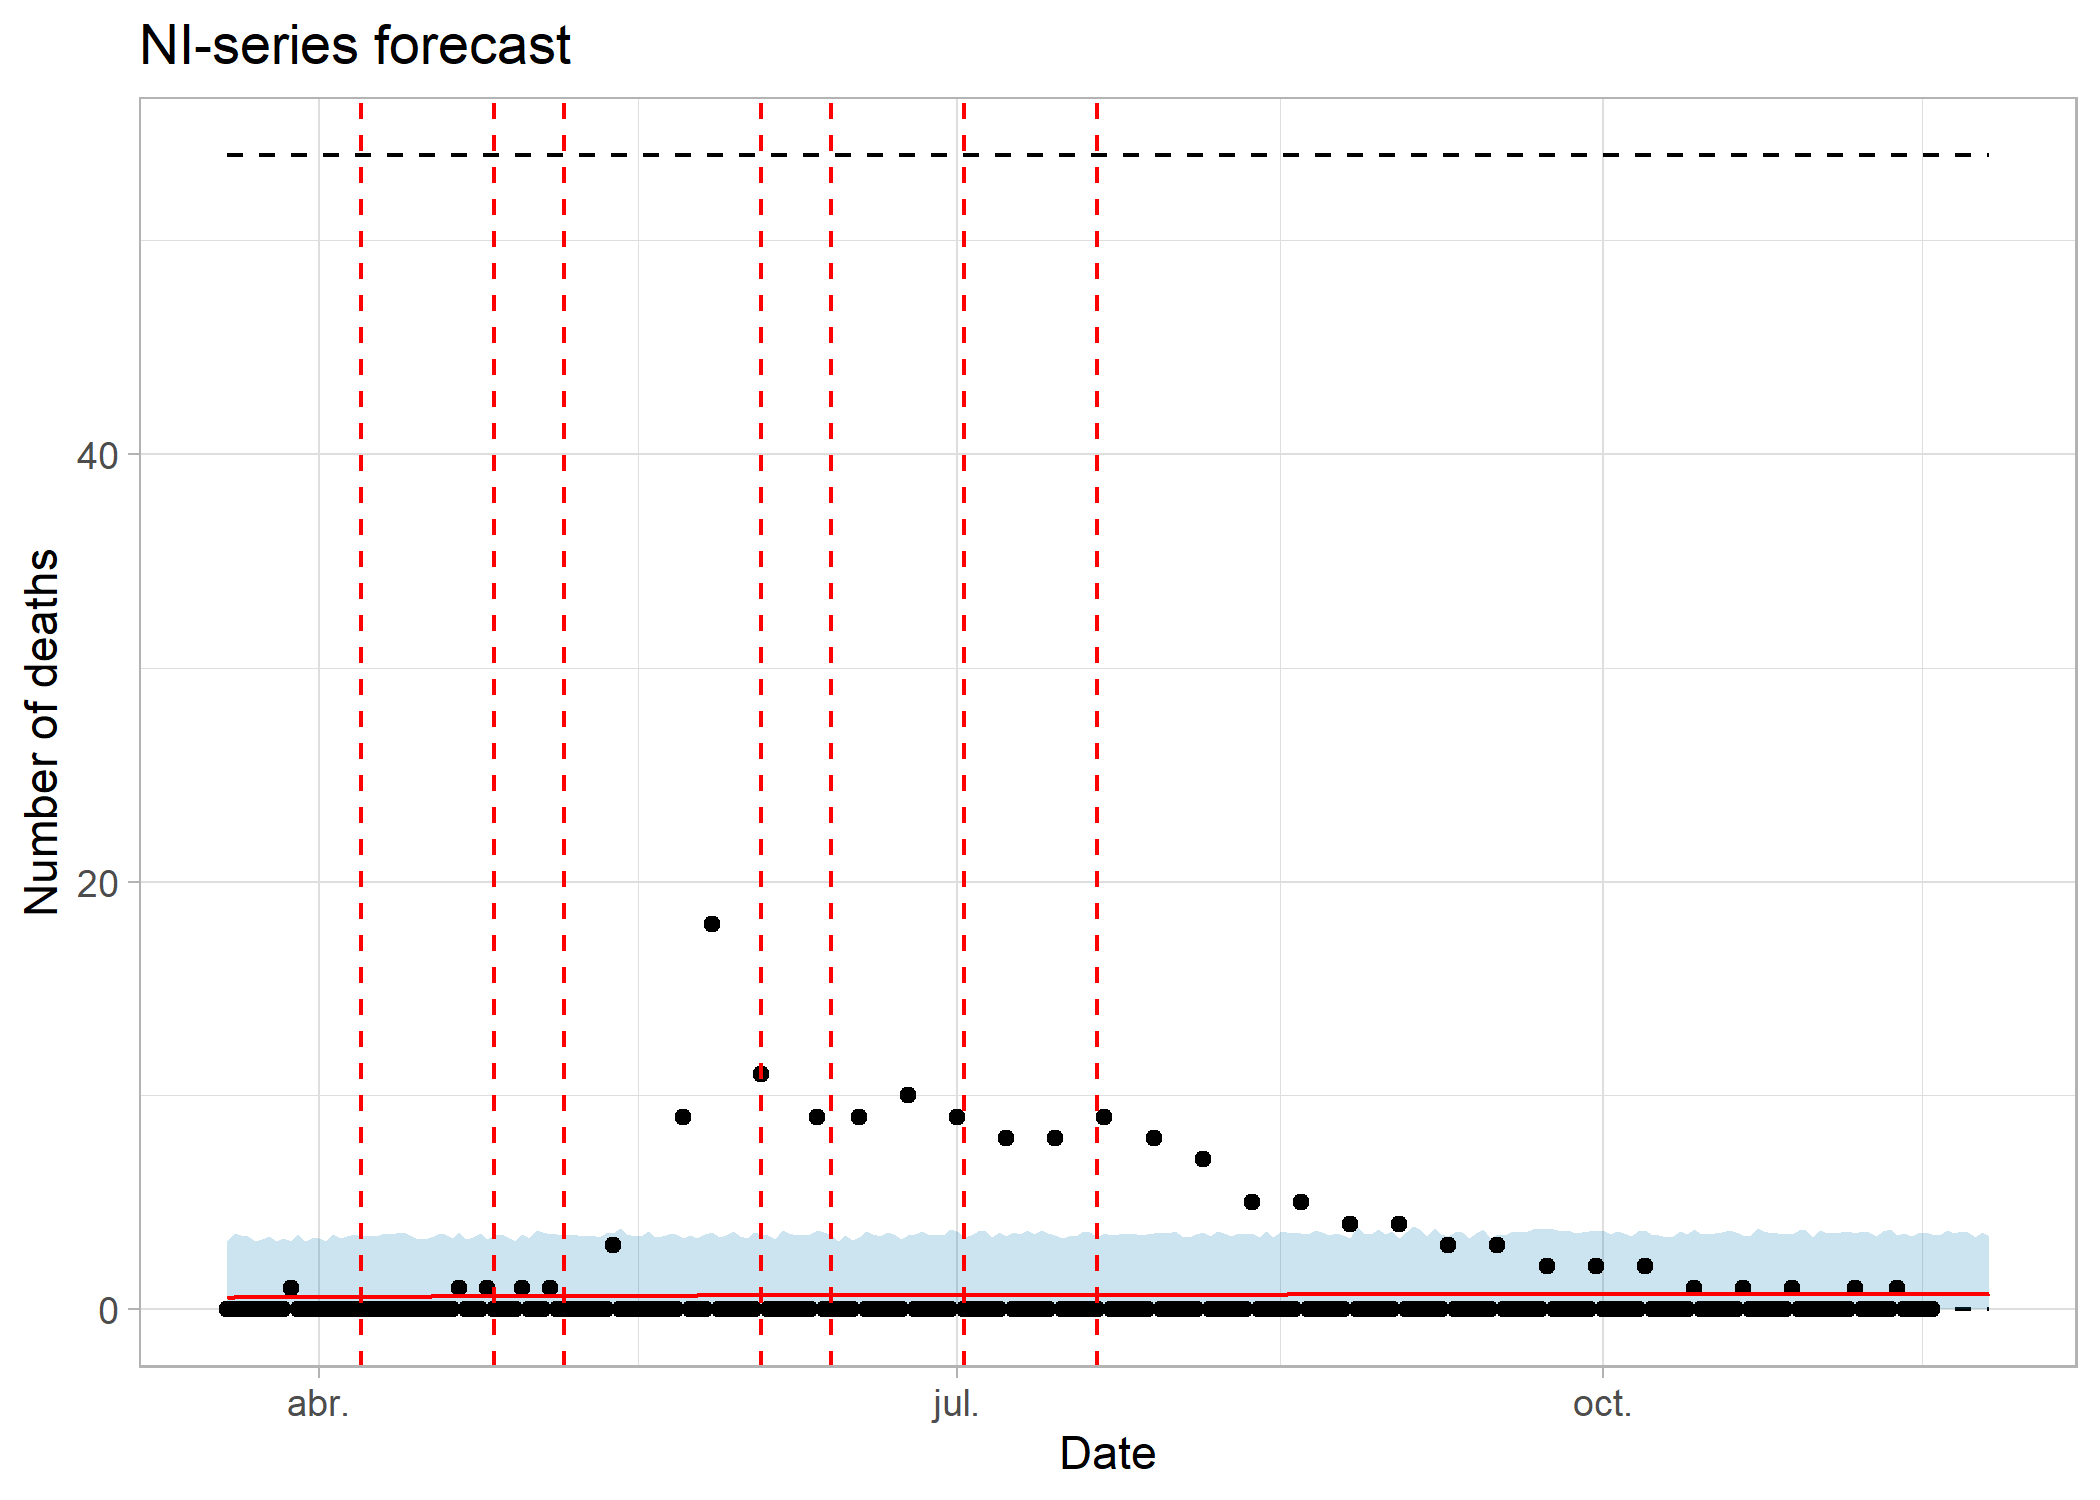 NI-series forecast
Number of deaths
40
20
0
abr.
jul.
oct.
Date